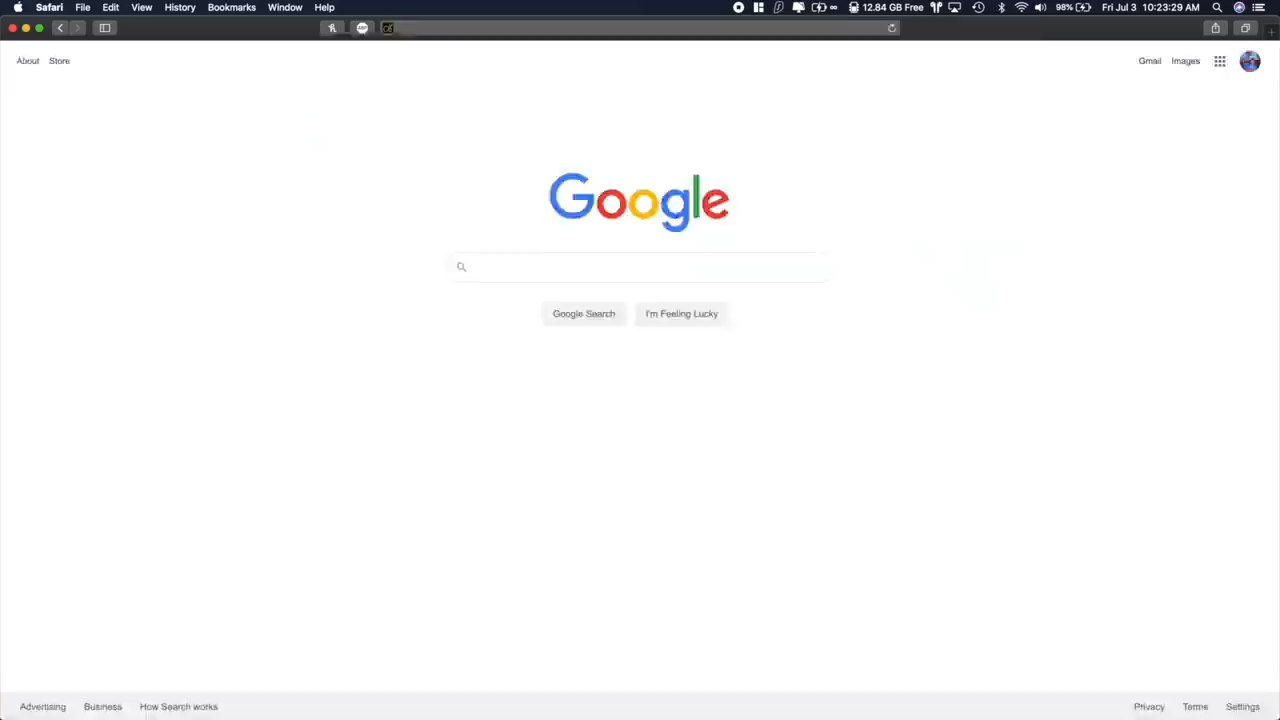 Safari File Edit View History Bookmarks Window Help 12.84 GB Free 98% Fri Jul 3 10:23:29 AM
About Store Gmail Images
Google
Google Search I'm Feeling Lucky
Advertising Business How Search works Privacy Terms Settings